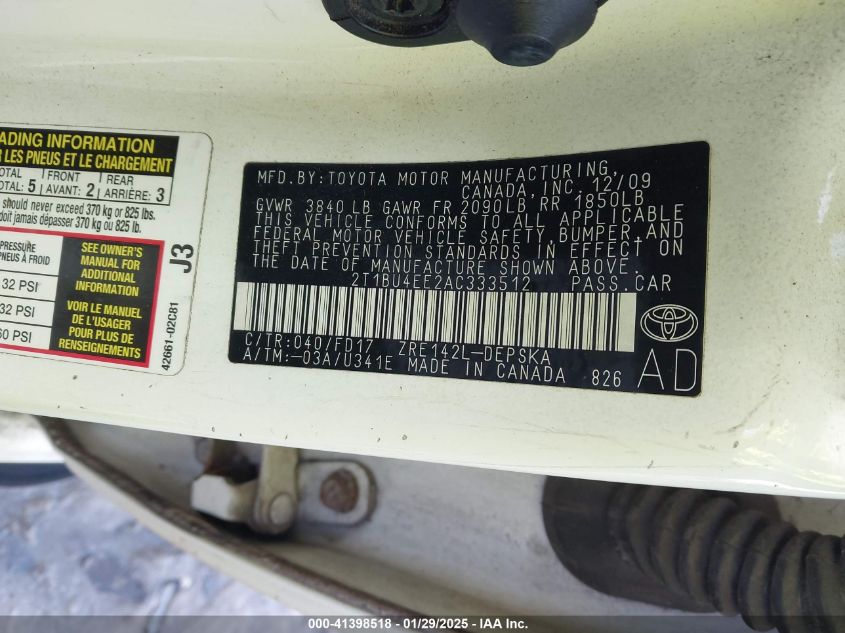 ADING INFORMATION
R LES PNEUS ET LE CHARGEMENT
OTAL FRONT REAR
OTAL: 5 AVANT: 2 ARRIÈRE: 3
should never exceed 370 kg or 825 lbs.
doit jamais dépasser 370 kg ou 825 lb.
PRESSURE
PNEUS À FROID
32 PSI
32 PSI
60 PSI
SEE OWNER'S
MANUAL FOR
ADDITIONAL
INFORMATION
VOIR LE MANUEL
DE L'USAGER
POUR PLUS DE
RENSEIGNEMENTS
J3
42661-02C81
MFD.BY:TOYOTA MOTOR MANUFACTURING,
CANADA, INC. 12/09
GVWR 3840 LB GAWR FR 2090LB RR 1850LB
THIS VEHICLE CONFORMS TO ALL APPLICABLE
FEDERAL MOTOR VEHICLE SAFETY, BUMPER, AND
THEFT PREVENTION STANDARDS IN EFFECT ON
THE DATE OF MANUFACTURE SHOWN ABOVE.
2T1BU4EE2AC333512 PASS.CAR
C/TR:040/FD17 ZRE142L-DEPSKA
A/TM:-03A/U341E MADE IN CANADA 826
AD
000-41398518 - 01/29/2025 - IAA, Inc.